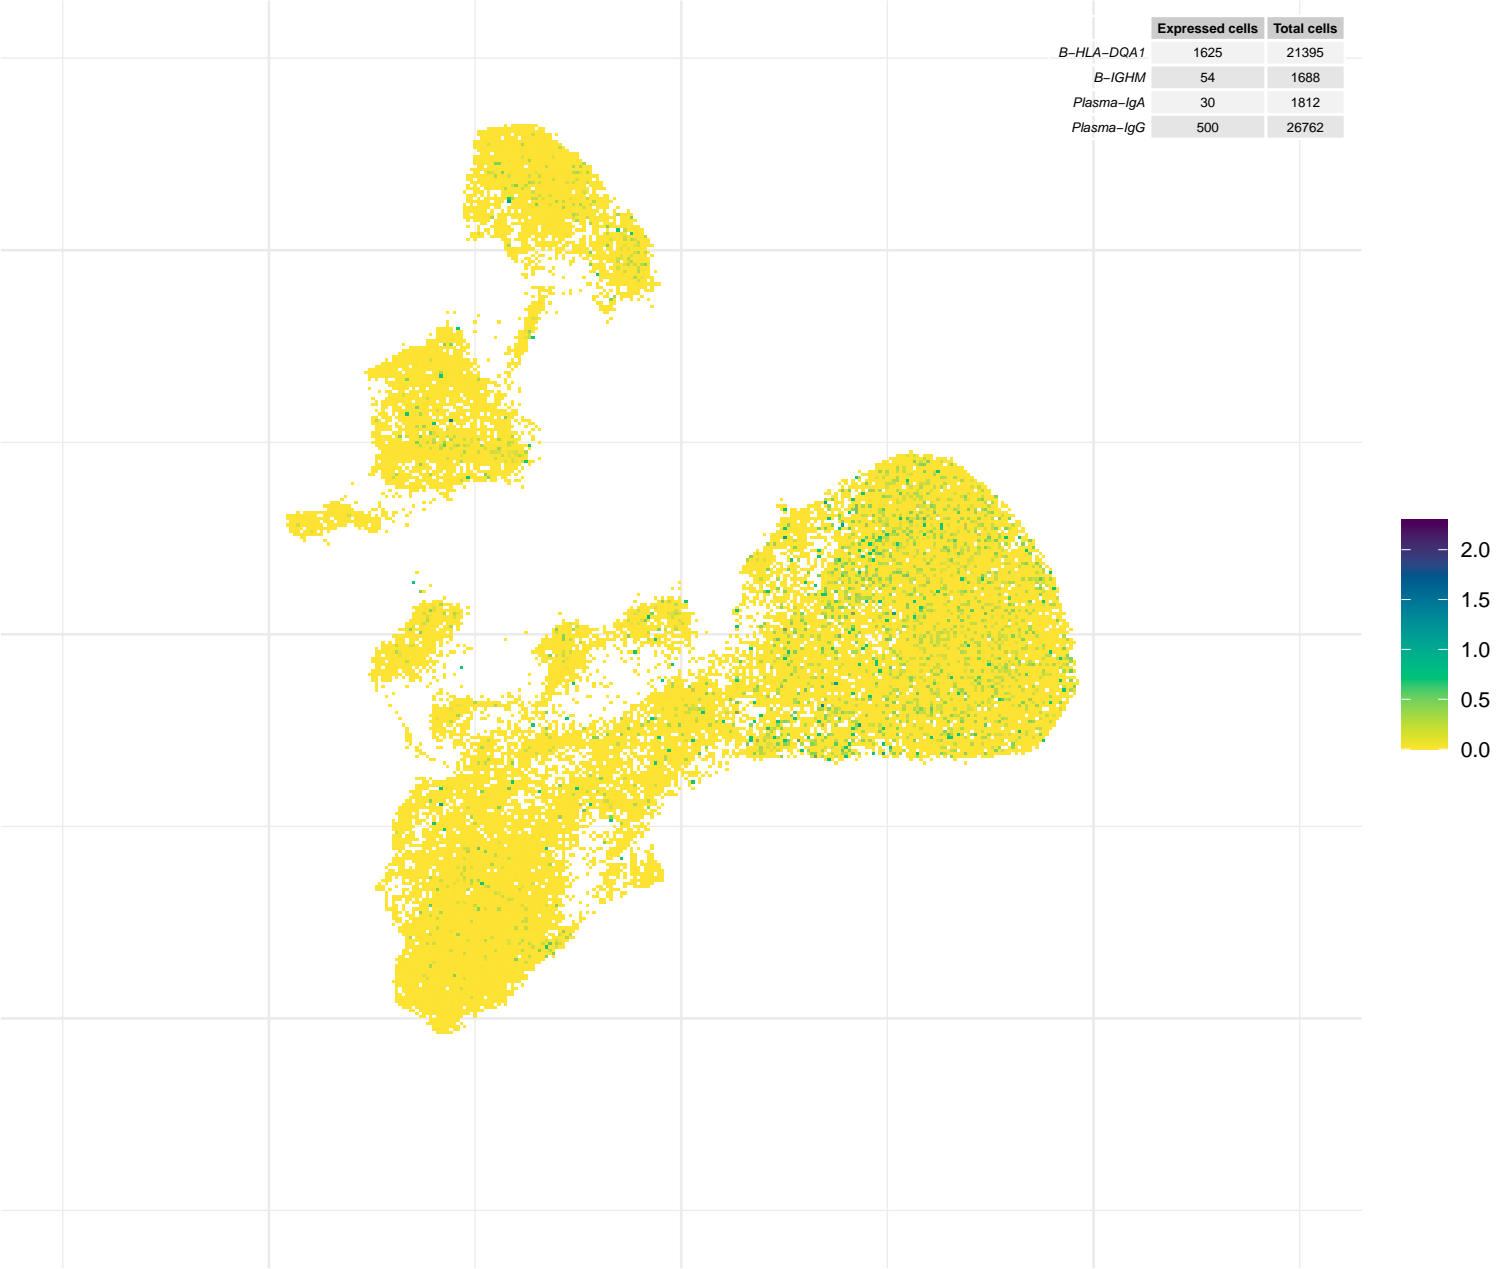 Expressed cells Total cells
B−HLA−DQA1 1625 21395
B−IGHM 54 1688
Plasma−IgA 30 1812
Plasma−IgG 500 26762
2.0
1.5
1.0
0.5
0.0